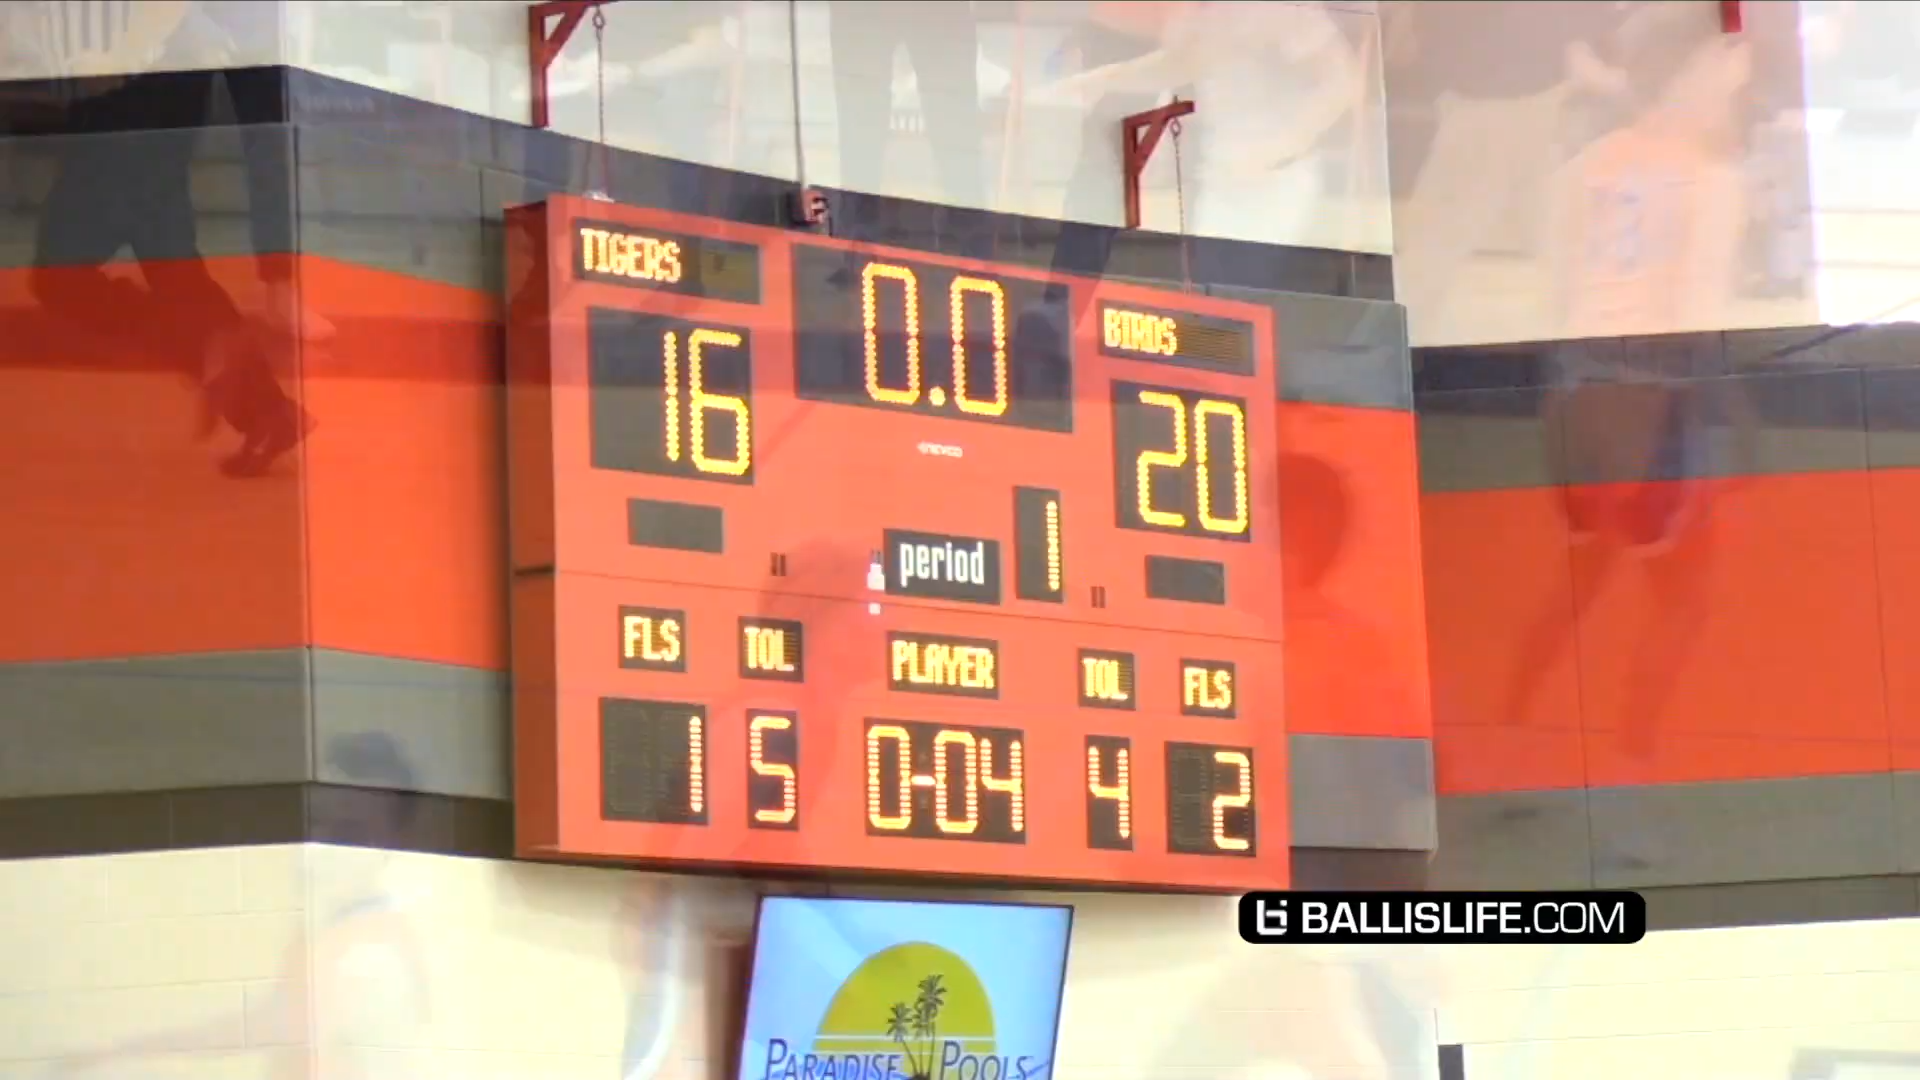 TIGERS
0.0
BIRDS
16
20
NEVCO
period 1
FLS TOL PLAYER TOL FLS
1 5 0-04 4 2
BALLISLIFE.COM
PARADISE POOLS